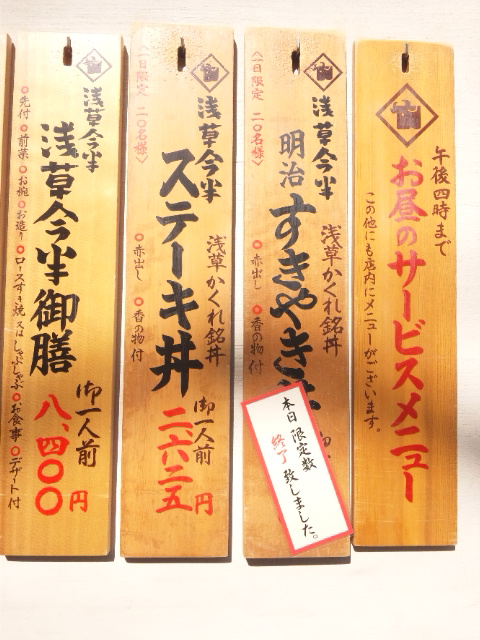 午後四時まで
お昼のサービスメニュー
この他にも店内にメニューがございます。
浅草今半
浅草かくれ銘丼
〈一日限定 二〇名様〉
明治すきやき
赤出し
香の物付
本日限定数
終了致しました。
浅草今半
浅草かくれ銘丼
〈一日限定 二〇名様〉
ステーキ丼
赤出し
香の物付
御一人前
二六二五円
浅草今半
浅草今半御膳
先付 前菜 お椀 お造り ロースすき焼 又は しゃぶしゃぶ お食事 デザート付
御一人前
八、四〇〇円